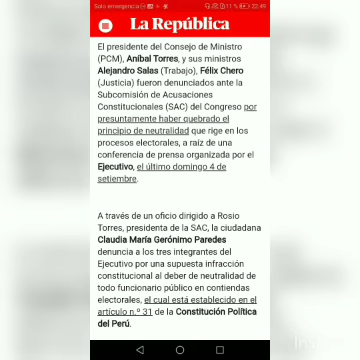 Solo emergencia
11 % 22:49
La República
El presidente del Consejo de Ministro
(PCM), Aníbal Torres, y sus ministros
Alejandro Salas (Trabajo), Félix Chero
(Justicia) fueron denunciados ante la
Subcomisión de Acusaciones
Constitucionales (SAC) del Congreso por
presuntamente haber quebrado el
principio de neutralidad que rige en los
procesos electorales, a raíz de una
conferencia de prensa organizada por el
Ejecutivo, el último domingo 4 de
setiembre.
A través de un oficio dirigido a Rosio
Torres, presidenta de la SAC, la ciudadana
Claudia María Gerónimo Paredes
denuncia a los tres integrantes del
Ejecutivo por una supuesta infracción
constitucional al deber de neutralidad de
todo funcionario público en contiendas
electorales, el cual está establecido en el
artículo n.º 31 de la Constitución Política
del Perú.